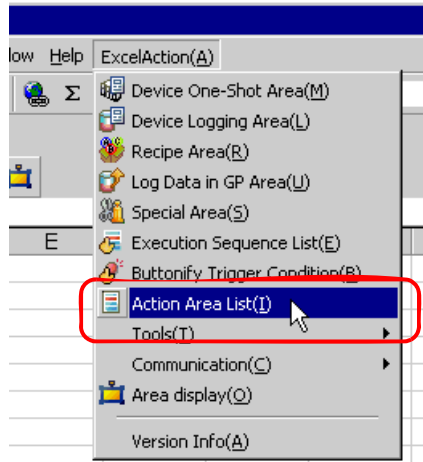 low Help ExcelAction(A)
Σ Device One-Shot Area(M)
Device Logging Area(L)
Recipe Area(R)
Log Data in GP Area(U)
Special Area(S)
E Execution Sequence List(E)
Buttonify Trigger Condition(B)
Action Area List(I)
Tools(T)
Communication(C)
Area display(O)
Version Info(A)